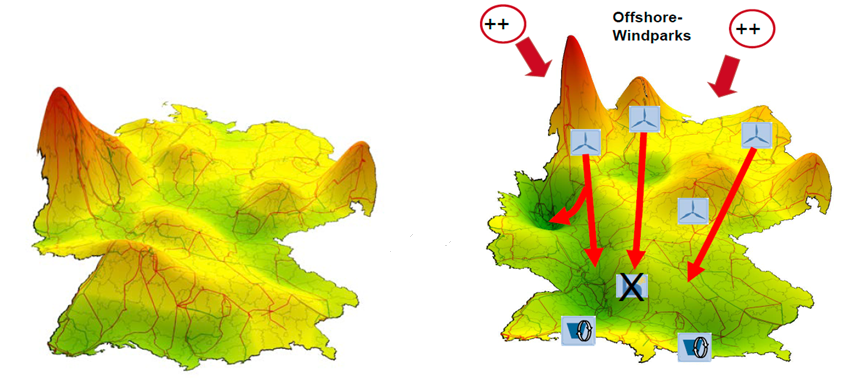 ++
Offshore-
Windparks
++
X